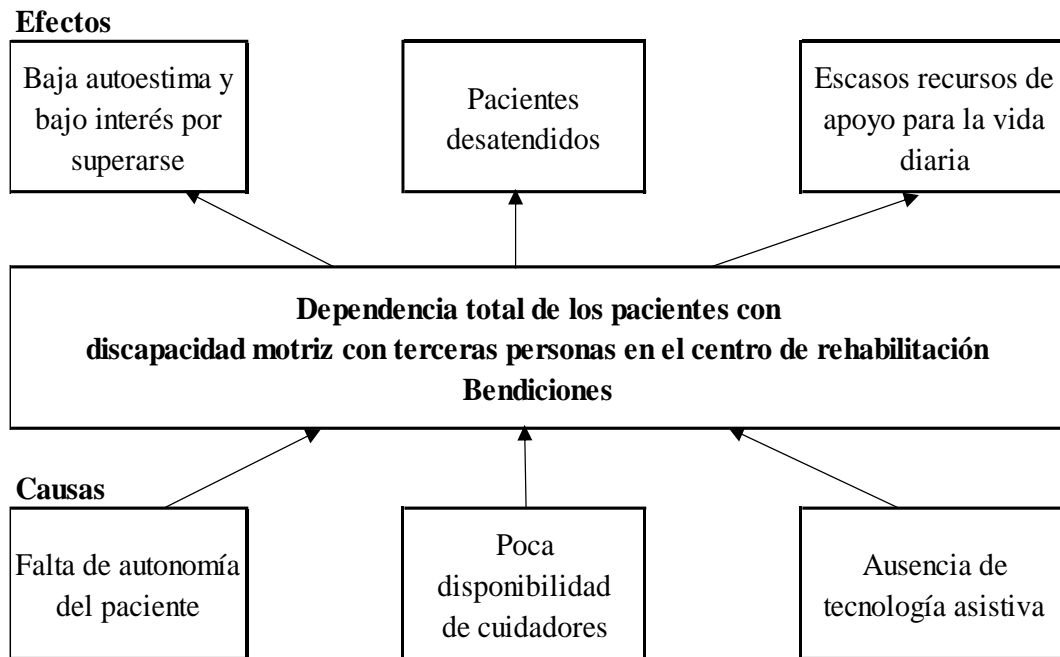 Efectos
Baja autoestima y
bajo interés por
superarse
Pacientes
desatendidos
Escasos recursos de
apoyo para la vida
diaria
Dependencia total de los pacientes con
discapacidad motriz con terceras personas en el centro de rehabilitación
Bendiciones
Causas
Falta de autonomía
del paciente
Poca
disponibilidad
de cuidadores
Ausencia de
tecnología asistiva